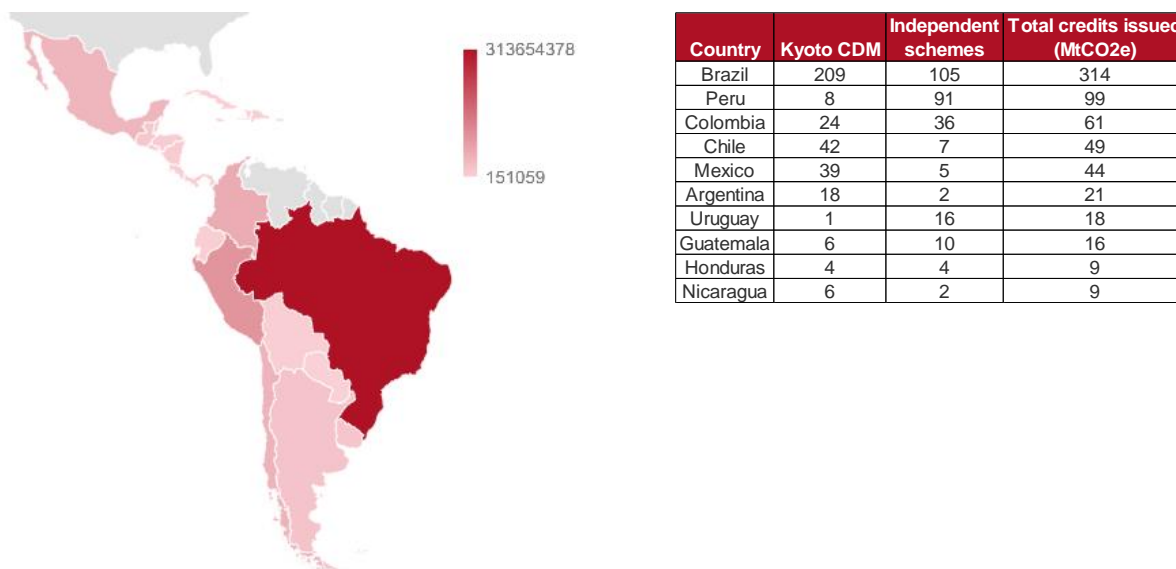 313654378
151059
Country Kyoto CDM Independent schemes Total credits issued (MtCO2e)
Brazil 209 105 314
Peru 8 91 99
Colombia 24 36 61
Chile 42 7 49
Mexico 39 5 44
Argentina 18 2 21
Uruguay 1 16 18
Guatemala 6 10 16
Honduras 4 4 9
Nicaragua 6 2 9